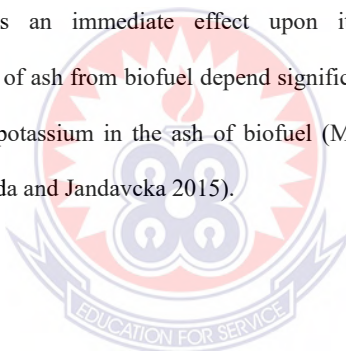 s an immediate effect upon it
of ash from biofuel depend signific
potassium in the ash of biofuel (M
da and Jandavcka 2015).
EDUCATION FOR SERVICE